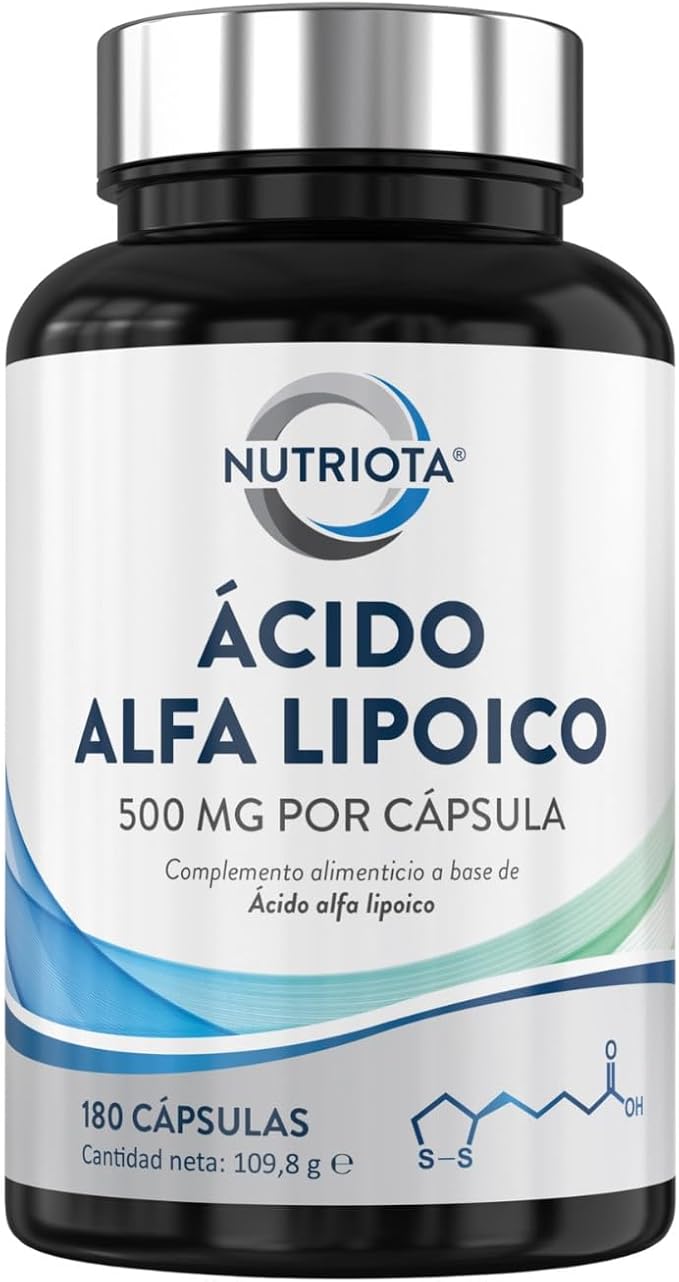 NUTRIOTA®
ÁCIDO
ALFA LIPOICO
500 MG POR CÁPSULA
Complemento alimenticio a base de
Ácido alfa lipoico
180 CÁPSULAS
Cantidad neta: 109,8 g ℮
O
OH
S–S